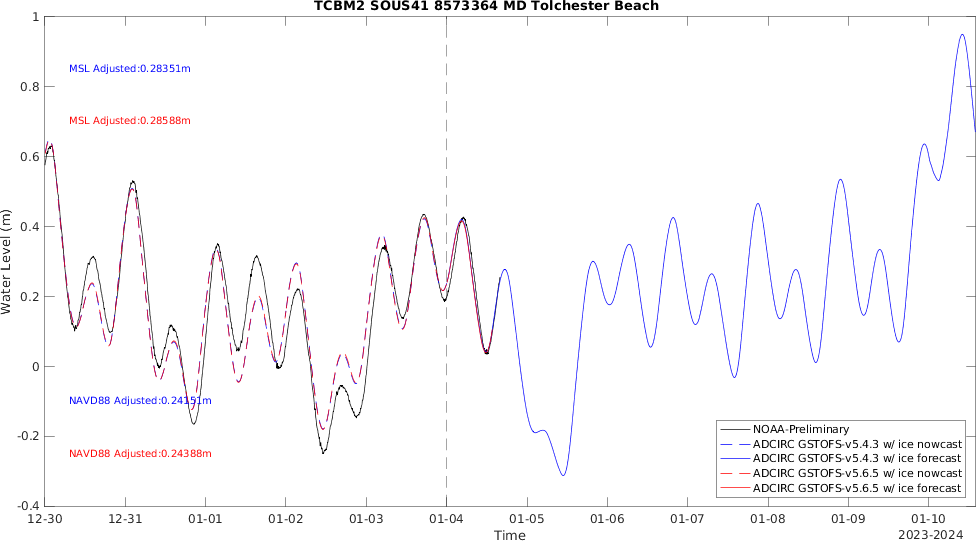 TCBM2 SOUS41 8573364 MD Tolchester Beach
Water Level (m)
1
0.8
0.6
0.4
0.2
0
-0.2
-0.4
MSL Adjusted:0.28351m
MSL Adjusted:0.28588m
NAVD88 Adjusted:0.24151m
NAVD88 Adjusted:0.24388m
NOAA-Preliminary
ADCIRC GSTOFS-v5.4.3 w/ ice nowcast
ADCIRC GSTOFS-v5.4.3 w/ ice forecast
ADCIRC GSTOFS-v5.6.5 w/ ice nowcast
ADCIRC GSTOFS-v5.6.5 w/ ice forecast
12-30 12-31 01-01 01-02 01-03 01-04 01-05 01-06 01-07 01-08 01-09 01-10
Time
2023-2024